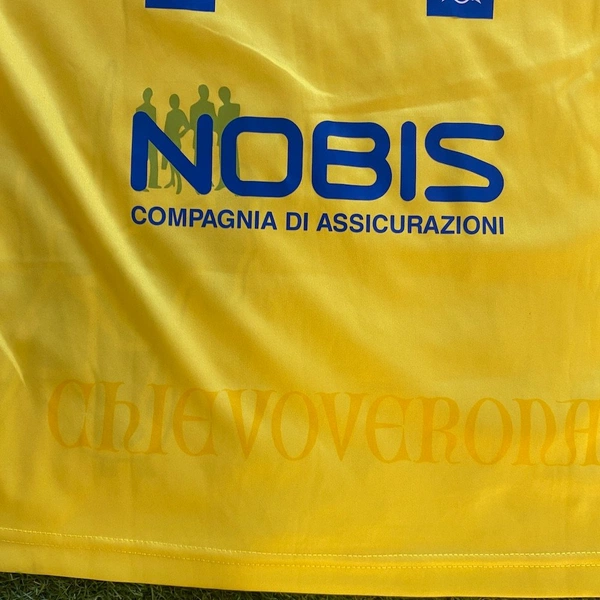 NOBIS
COMPAGNIA DI ASSICURAZIONI
CHIEVOVERONA